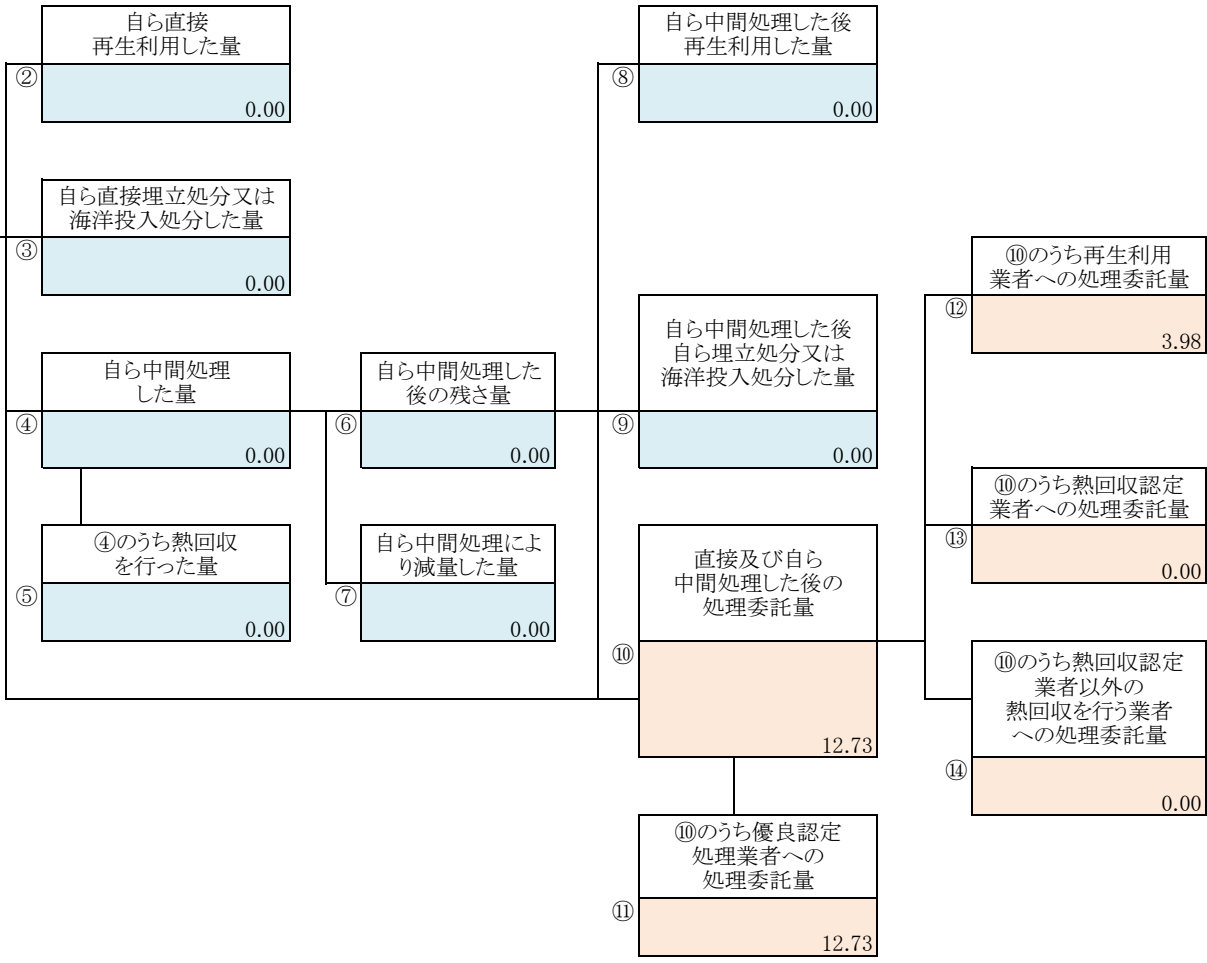 自ら直接
再生利用した量
②
0.00
自ら直接埋立処分又は
海洋投入処分した量
③
0.00
自ら中間処理
した量
④
0.00
④のうち熱回収
を行った量
⑤
0.00
自ら中間処理した
後の残さ量
⑥
0.00
自ら中間処理によ
り減量した量
⑦
0.00
自ら中間処理した後
再生利用した量
⑧
0.00
自ら中間処理した後
自ら埋立処分又は
海洋投入処分した量
⑨
0.00
直接及び自ら
中間処理した後の
処理委託量
⑩
12.73
⑩のうち優良認定
処理業者への
処理委託量
⑪
12.73
⑩のうち再生利用
業者への処理委託量
⑫
3.98
⑩のうち熱回収認定
業者への処理委託量
⑬
0.00
⑩のうち熱回収認定
業者以外の
熱回収を行う業者
への処理委託量
⑭
0.00